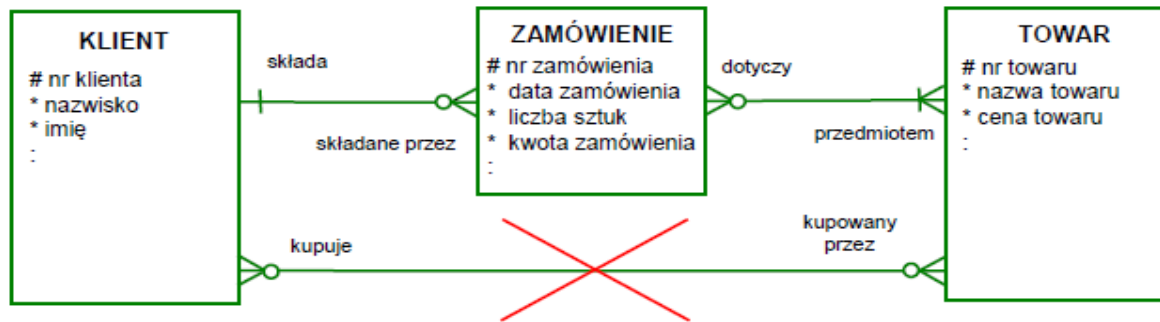 KLIENT
# nr klienta
* nazwisko
* imię
:
składa
składane przez
ZAMÓWIENIE
# nr zamówienia
* data zamówienia
* liczba sztuk
* kwota zamówienia
:
dotyczy
przedmiotem
TOWAR
# nr towaru
* nazwa towaru
* cena towaru
:
kupuje
kupowany
przez